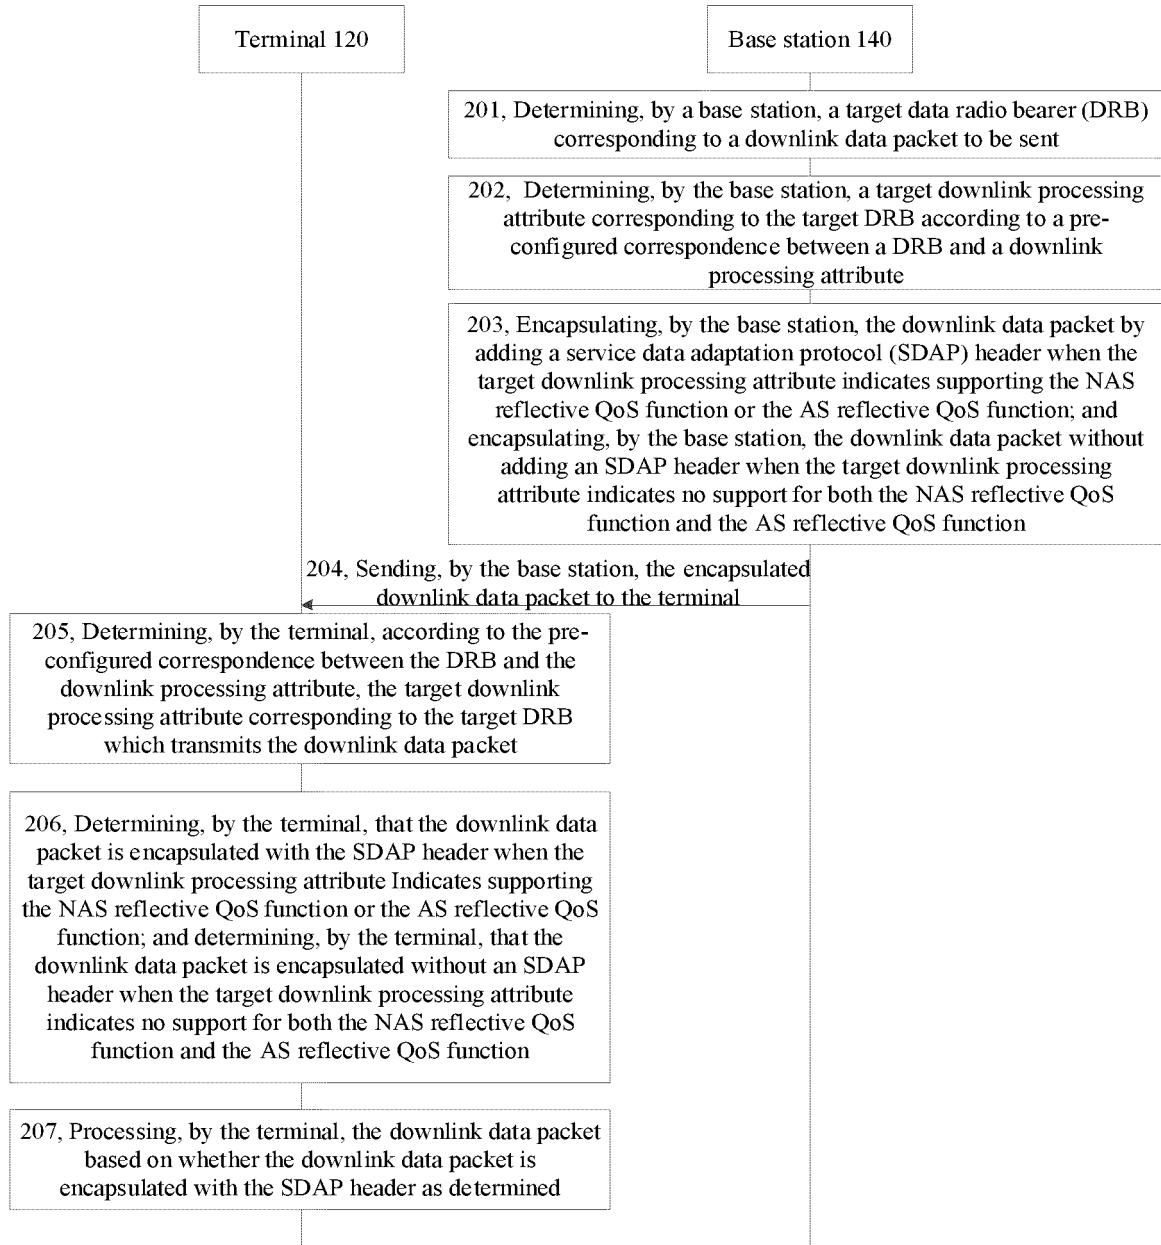 Terminal 120
Base station 140
201, Determining, by a base station, a target data radio bearer (DRB)
corresponding to a downlink data packet to be sent
202, Determining, by the base station, a target downlink processing
attribute corresponding to the target DRB according to a pre-
configured correspondence between a DRB and a downlink
processing attribute
203, Encapsulating, by the base station, the downlink data packet by
adding a service data adaptation protocol (SDAP) header when the
target downlink processing attribute indicates supporting the NAS
reflective QoS function or the AS reflective QoS function; and
encapsulating, by the base station, the downlink data packet without
adding an SDAP header when the target downlink processing
attribute indicates no support for both the NAS reflective QoS
function and the AS reflective QoS function
204, Sending, by the base station, the encapsulated
downlink data packet to the terminal
205, Determining, by the terminal, according to the pre-
configured correspondence between the DRB and the
downlink processing attribute, the target downlink
processing attribute corresponding to the target DRB
which transmits the downlink data packet
206, Determining, by the terminal, that the downlink data
packet is encapsulated with the SDAP header when the
target downlink processing attribute Indicates supporting
the NAS reflective QoS function or the AS reflective QoS
function; and determining, by the terminal, that the
downlink data packet is encapsulated without an SDAP
header when the target downlink processing attribute
indicates no support for both the NAS reflective QoS
function and the AS reflective QoS function
207, Processing, by the terminal, the downlink data packet
based on whether the downlink data packet is
encapsulated with the SDAP header as determined